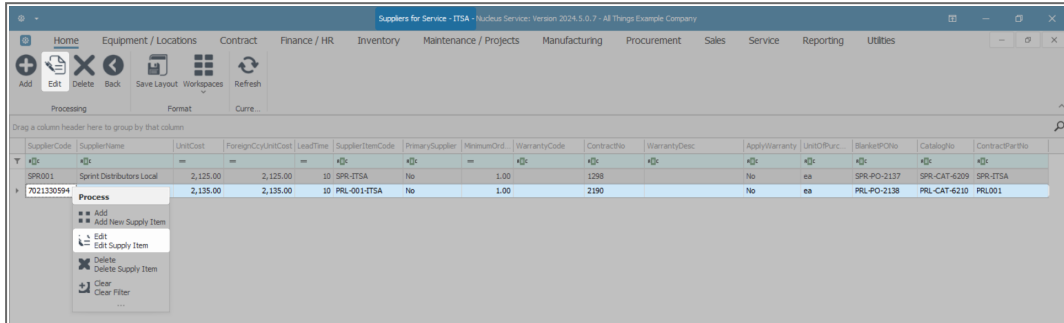 Suppliers for Service - ITSA - Nucleus Service: Version 2024.5.0.7 - All Things Example Company
Home Equipment / Locations Contract Finance / HR Inventory Maintenance / Projects Manufacturing Procurement Sales Service Reporting Utilities
Add Edit Delete Back Save Layout Workspaces Refresh
Processing Format Curre...
Drag a column header here to group by that column
SupplierCode SupplierName UnitCost ForeignCcyUnitCost LeadTime SupplierItemCode PrimarySupplier MinimumOrd... WarrantyCode ContractNo WarrantyDesc ApplyWarranty UnitOfPurc... BlanketPONo CatalogNo ContractPartNo
SPR001 Sprint Distributors Local 2,125.00 2,125.00 10 SPR-ITSA No 1.00 1298 No ea SPR-PO-2137 SPR-CAT-6209 SPR-ITSA
7021330594 2,135.00 2,135.00 10 PRL-001-ITSA No 1.00 2190 No ea PRL-PO-2138 PRL-CAT-6210 PRL001
Process
Add
Add New Supply Item
Edit
Edit Supply Item
Delete
Delete Supply Item
Clear
Clear Filter
...